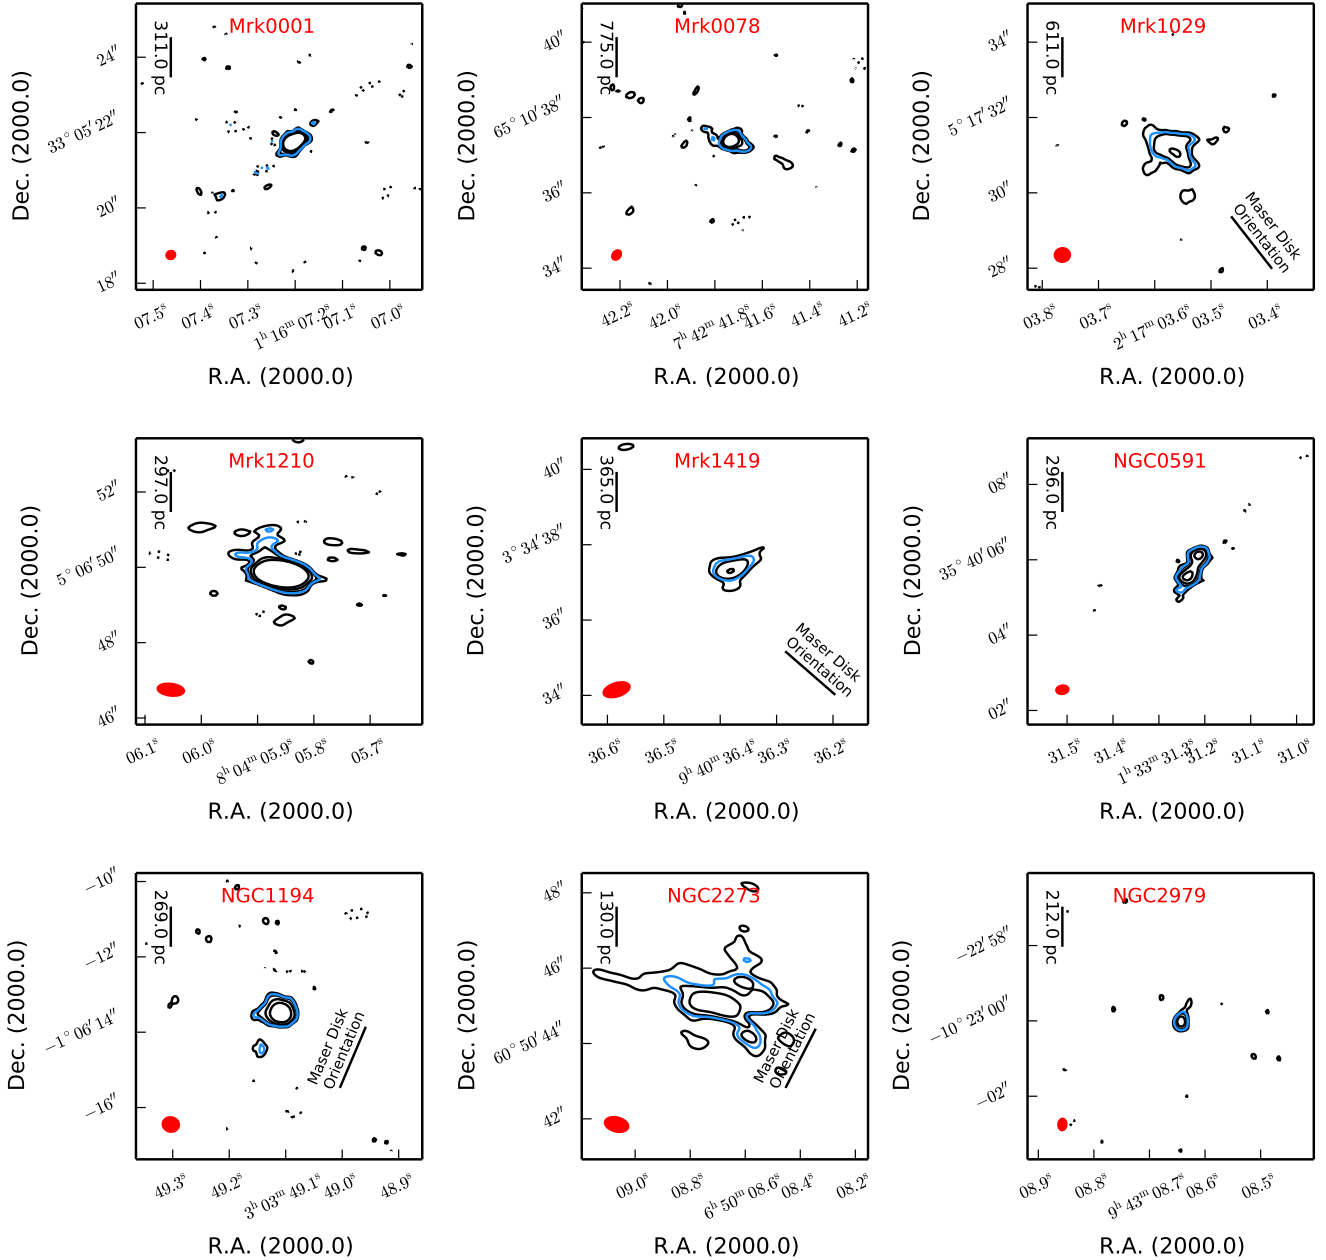 Mrk0001
311.0 pc
24″
33° 05′ 22″
20″
18″
Dec. (2000.0)
07.5ˢ
07.4ˢ
07.3ˢ
1ʰ 16ᵐ 07.2ˢ
07.1ˢ
07.0ˢ
R.A. (2000.0)
Mrk0078
775.0 pc
40″
65° 10′ 38″
36″
34″
Dec. (2000.0)
42.2ˢ
42.0ˢ
7ʰ 42ᵐ 41.8ˢ
41.6ˢ
41.4ˢ
41.2ˢ
R.A. (2000.0)
Mrk1029
611.0 pc
34″
5° 17′ 32″
30″
28″
Dec. (2000.0)
Maser Disk
Orientation
03.8ˢ
03.7ˢ
2ʰ 17ᵐ 03.6ˢ
03.5ˢ
03.4ˢ
R.A. (2000.0)
Mrk1210
297.0 pc
52″
5° 06′ 50″
48″
46″
Dec. (2000.0)
06.1ˢ
06.0ˢ
8ʰ 04ᵐ 05.9ˢ
05.8ˢ
05.7ˢ
R.A. (2000.0)
Mrk1419
365.0 pc
40″
3° 34′ 38″
36″
34″
Dec. (2000.0)
Maser Disk
Orientation
36.6ˢ
36.5ˢ
9ʰ 40ᵐ 36.4ˢ
36.3ˢ
36.2ˢ
R.A. (2000.0)
NGC0591
296.0 pc
08″
35° 40′ 06″
04″
02″
Dec. (2000.0)
31.5ˢ
31.4ˢ
1ʰ 33ᵐ 31.3ˢ
31.2ˢ
31.1ˢ
31.0ˢ
R.A. (2000.0)
NGC1194
269.0 pc
−10″
−12″
−1° 06′ 14″
−16″
Dec. (2000.0)
Maser Disk
Orientation
49.3ˢ
49.2ˢ
3ʰ 03ᵐ 49.1ˢ
49.0ˢ
48.9ˢ
R.A. (2000.0)
NGC2273
130.0 pc
48″
46″
60° 50′ 44″
42″
Dec. (2000.0)
Maser Disk
Orientation
09.0ˢ
08.8ˢ
6ʰ 50ᵐ 08.6ˢ
08.4ˢ
08.2ˢ
R.A. (2000.0)
NGC2979
212.0 pc
−22′ 58″
−10° 23′ 00″
−02″
Dec. (2000.0)
08.9ˢ
08.8ˢ
9ʰ 43ᵐ 08.7ˢ
08.6ˢ
08.5ˢ
R.A. (2000.0)